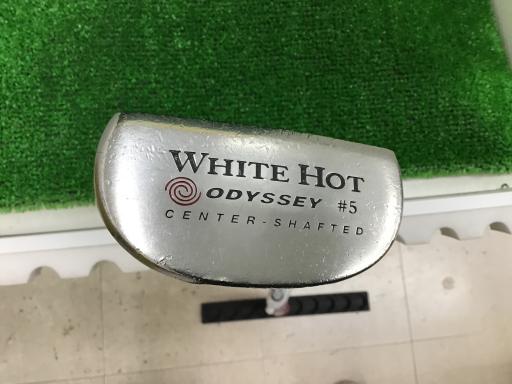 WHITE HOT
ODYSSEY #5
CENTER-SHAFTED